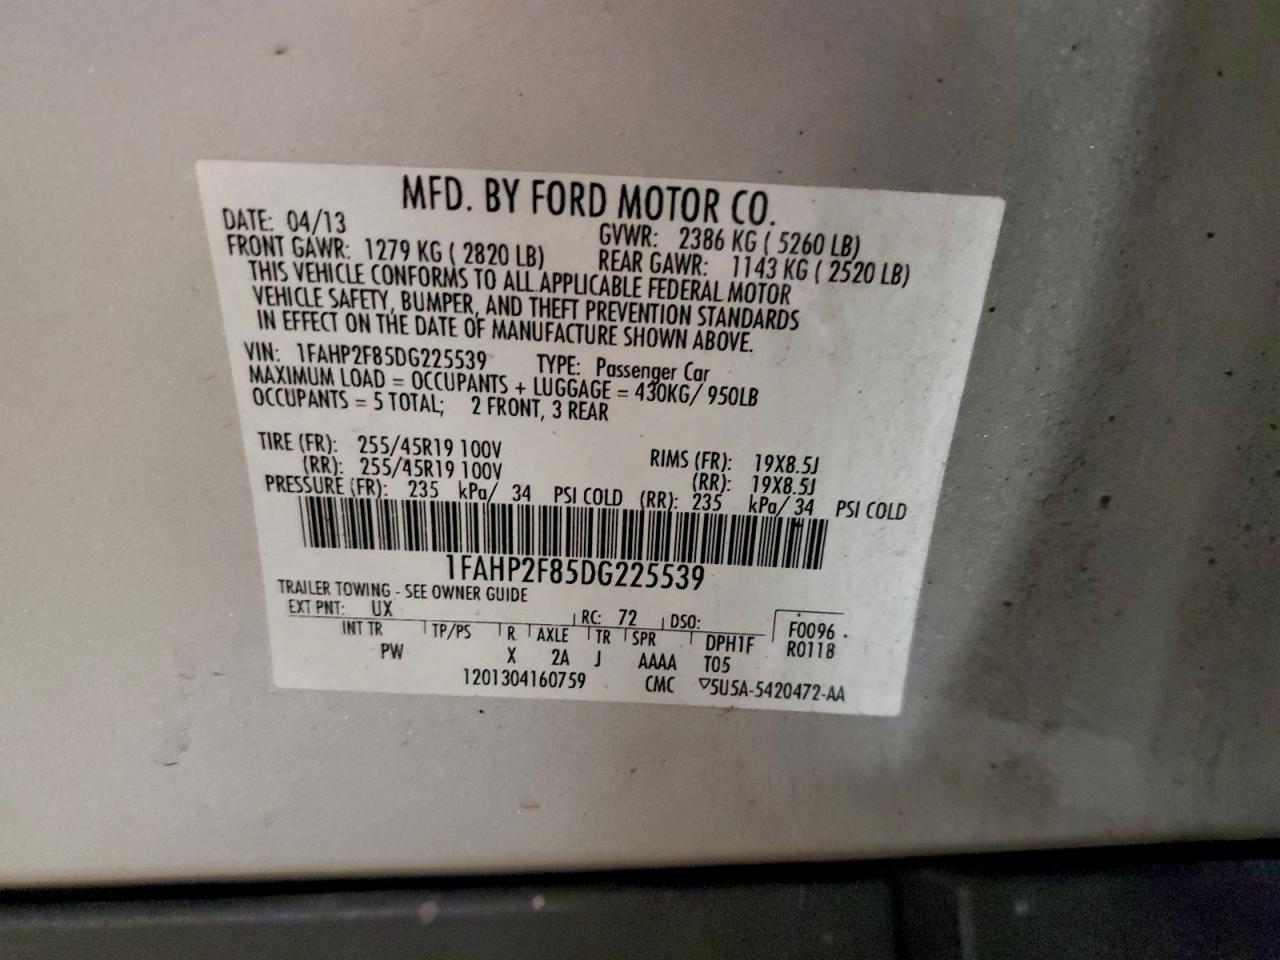 MFD. BY FORD MOTOR CO.
DATE: 04/13 GVWR: 2386 KG ( 5260 LB)
FRONT GAWR: 1279 KG ( 2820 LB) REAR GAWR: 1143 KG ( 2520 LB)
THIS VEHICLE CONFORMS TO ALL APPLICABLE FEDERAL MOTOR
VEHICLE SAFETY, BUMPER, AND THEFT PREVENTION STANDARDS
IN EFFECT ON THE DATE OF MANUFACTURE SHOWN ABOVE.
VIN: 1FAHP2F85DG225539 TYPE: Passenger Car
MAXIMUM LOAD = OCCUPANTS + LUGGAGE = 430KG/ 950LB
OCCUPANTS = 5 TOTAL; 2 FRONT, 3 REAR
TIRE (FR): 255/45R19 100V RIMS (FR): 19X8.5J
(RR): 255/45R19 100V (RR): 19X8.5J
PRESSURE (FR): 235 kPa/ 34 PSI COLD (RR): 235 kPa/ 34 PSI COLD
1FAHP2F85DG225539
TRAILER TOWING - SEE OWNER GUIDE
EXT PNT: UX RC: 72 DSO: F0096
INT TR TP/PS R AXLE TR SPR DPH1F R0118
PW X 2A J AAAA T05
1201304160759 CMC ▽5U5A-5420472-AA